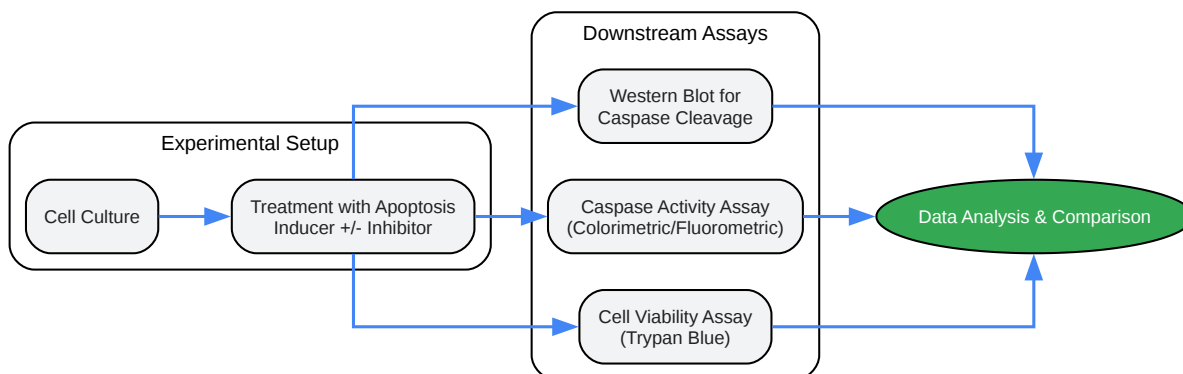 Experimental Setup
Cell Culture
Treatment with Apoptosis
Inducer +/- Inhibitor
Downstream Assays
Western Blot for
Caspase Cleavage
Caspase Activity Assay
(Colorimetric/Fluorometric)
Cell Viability Assay
(Trypan Blue)
Data Analysis & Comparison